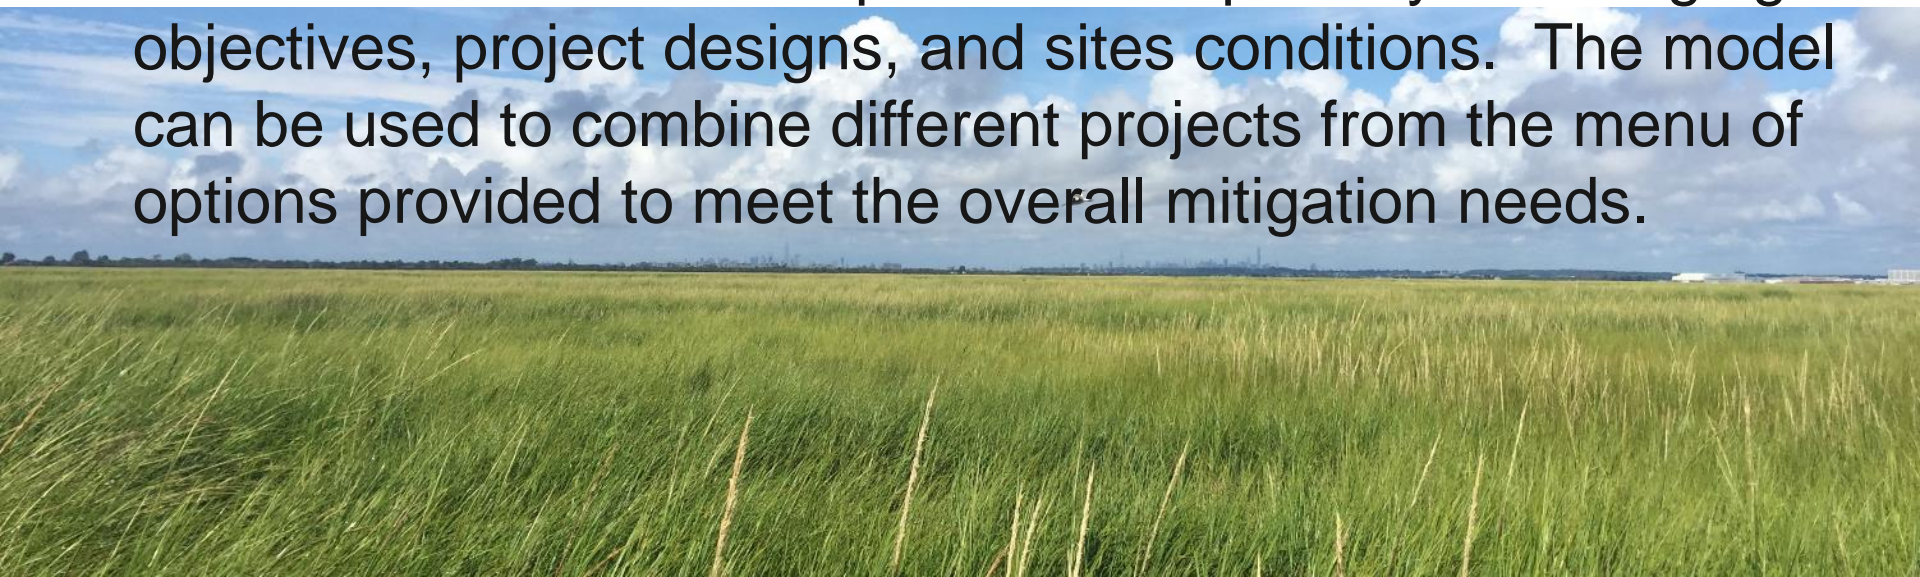 objectives, project designs, and sites conditions.  The model
can be used to combine different projects from the menu of
options provided to meet the overall mitigation needs.